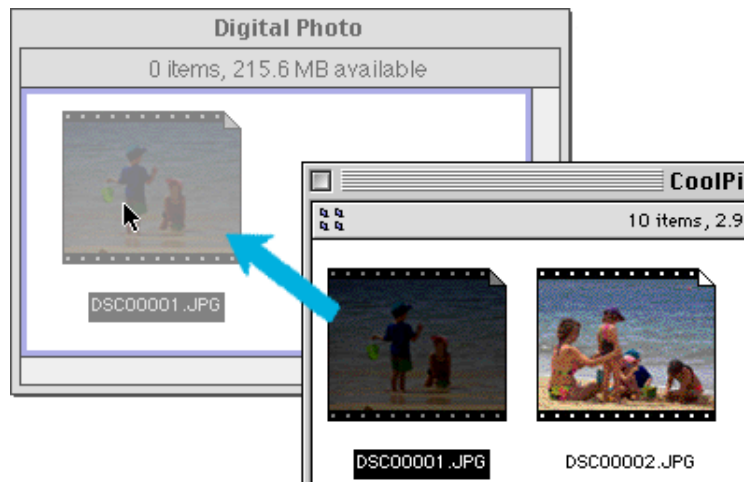 Digital Photo
0 items, 215.6 MB available
DSC00001.JPG
CoolPi
10 items, 2.9
DSC00001.JPG
DSC00002.JPG